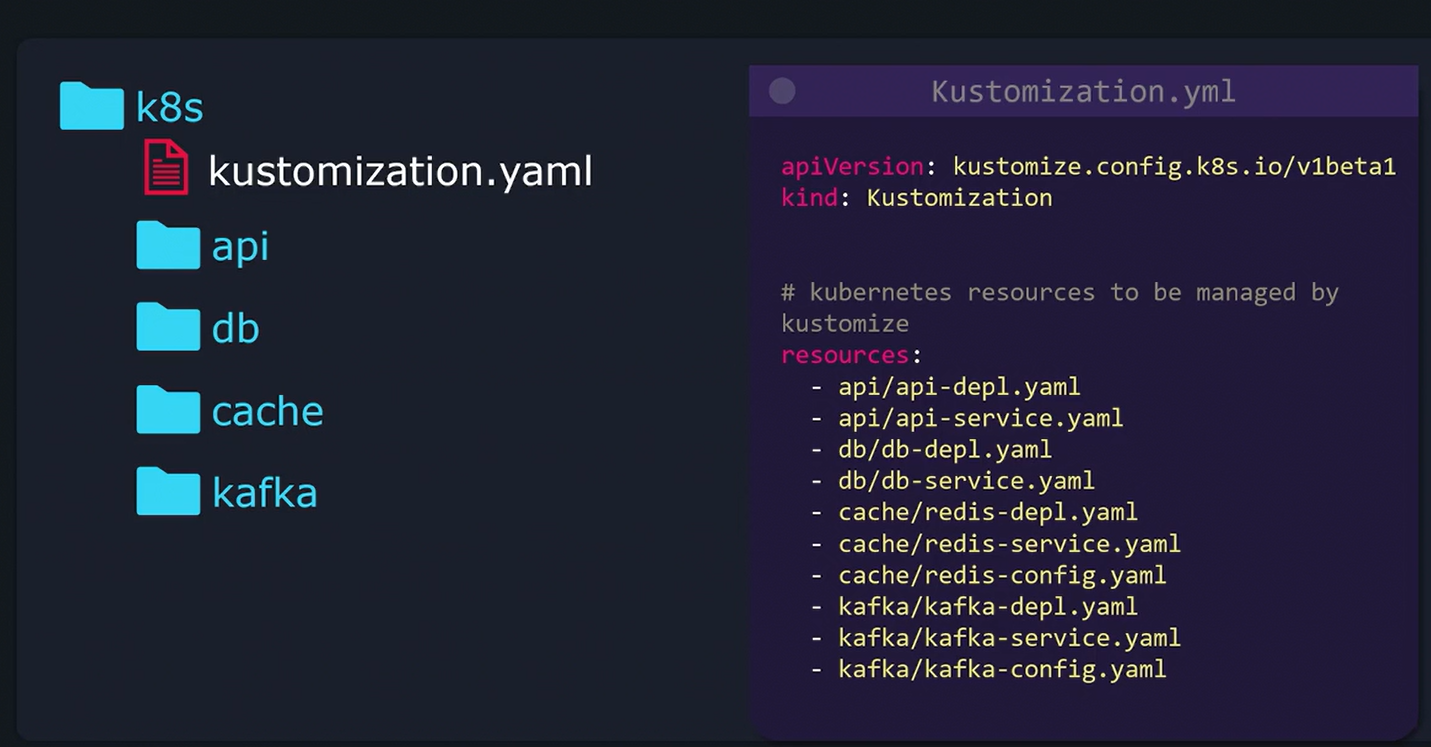 k8s
kustomization.yaml
api
db
cache
kafka
Kustomization.yml
apiVersion: kustomize.config.k8s.io/v1beta1
kind: Kustomization
# kubernetes resources to be managed by
kustomize
resources:
  - api/api-depl.yaml
  - api/api-service.yaml
  - db/db-depl.yaml
  - db/db-service.yaml
  - cache/redis-depl.yaml
  - cache/redis-service.yaml
  - cache/redis-config.yaml
  - kafka/kafka-depl.yaml
  - kafka/kafka-service.yaml
  - kafka/kafka-config.yaml